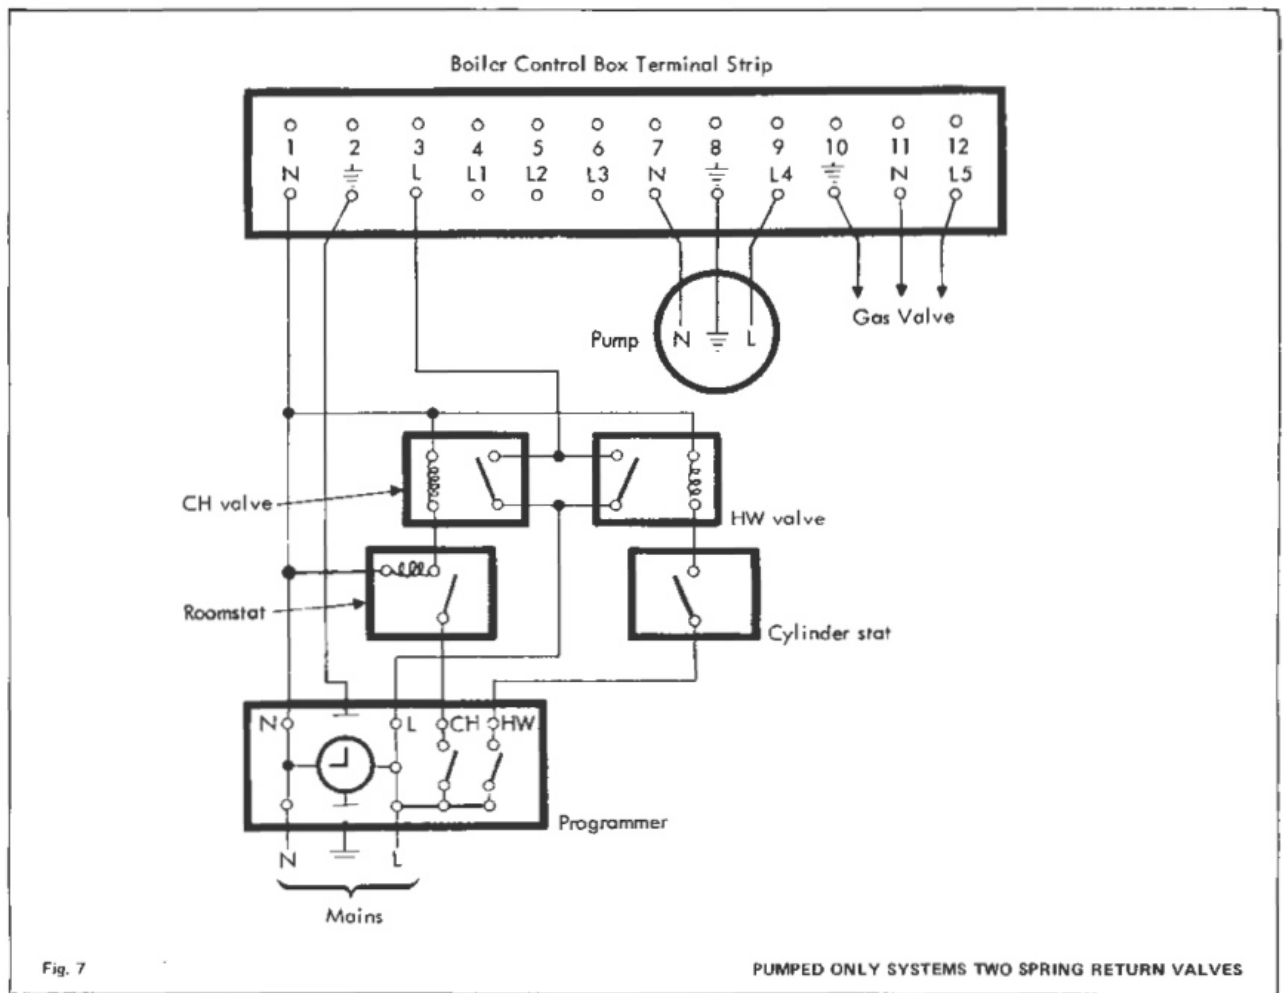 Boiler Control Box Terminal Strip
1 2 3 4 5 6 7 8 9 10 11 12
N L L1 L2 L3 N L4 N L5
Gas Valve
Pump N L
CH valve
HW valve
Roomstat
Cylinder stat
N L CH HW
Programmer
N L
Mains
Fig. 7
PUMPED ONLY SYSTEMS TWO SPRING RETURN VALVES